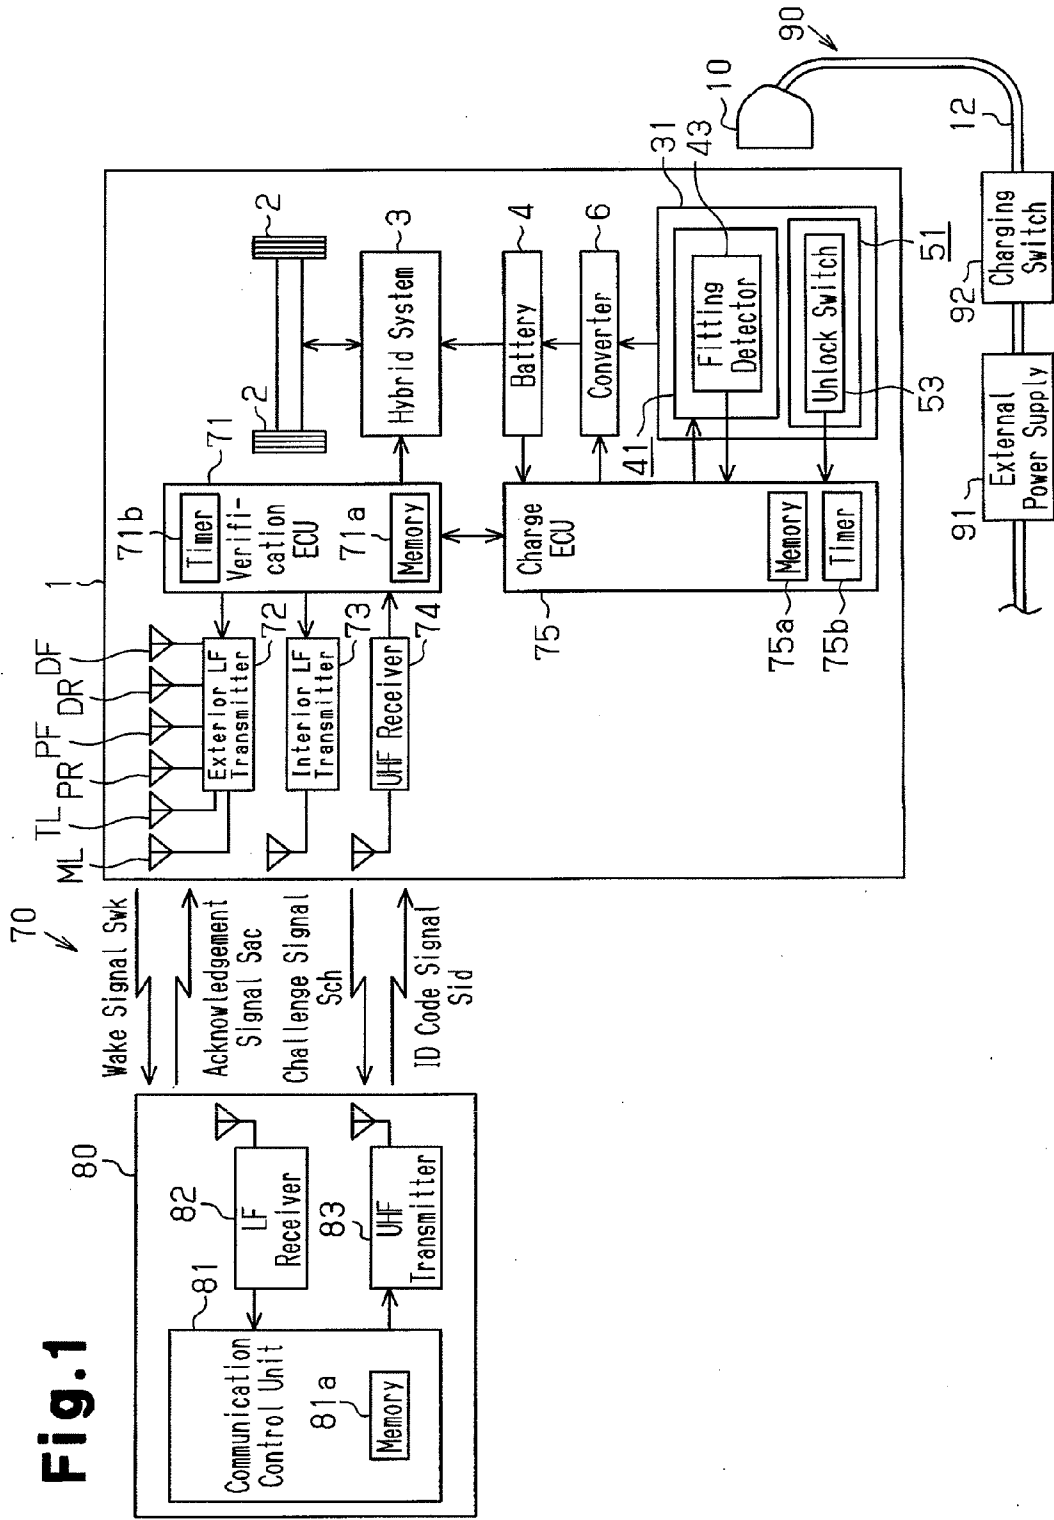 Fig.1
80
Communication
Control Unit
81
81a
Memory
82
LF
Receiver
83
UHF
Transmitter
70
Wake Signal Swk
Acknowledgement
Signal Sac
Challenge Signal
Sch
ID Code Signal
Sid
1
ML
TL
PR
PF
DR
DF
Exterior LF
Transmitter
72
Interior LF
Transmitter
73
UHF Receiver
74
71b
71
Timer
Verifi-
cation
ECU
71a
Memory
2
2
Hybrid System
3
Battery
4
Converter
6
75
Charge
ECU
75a
Memory
75b
Timer
41
31
43
Fitting
Detector
Unlock Switch
53
51
10
90
12
91
External
Power Supply
92
Charging
Switch